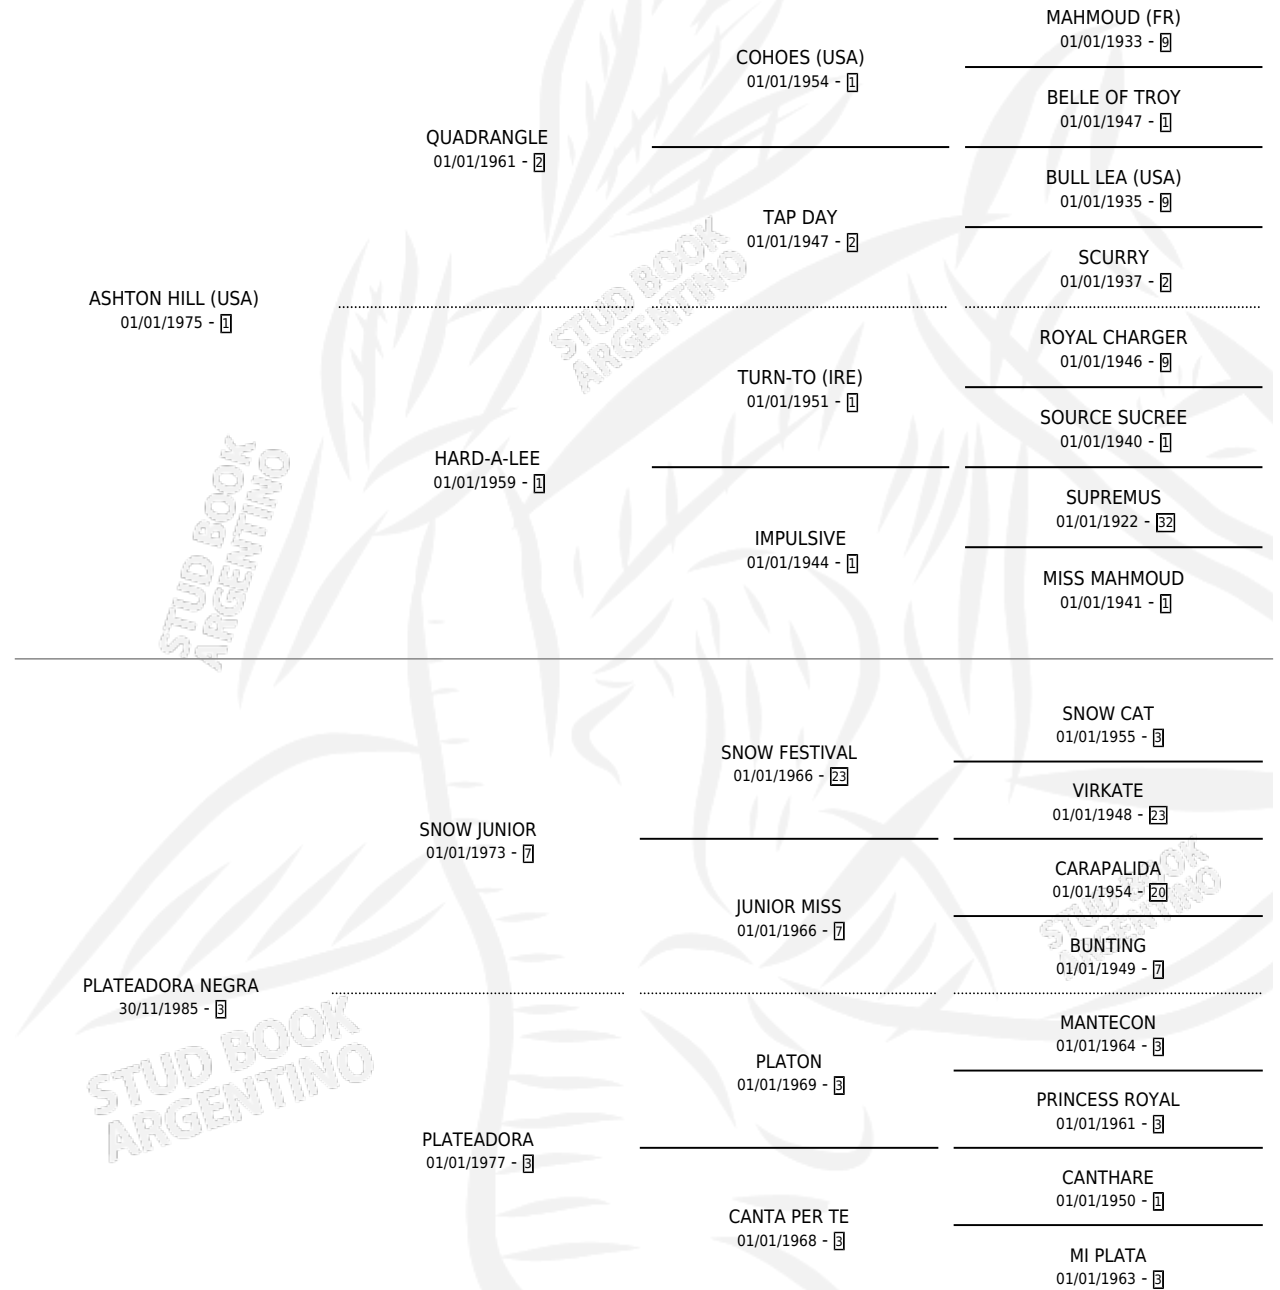 MAHMOUD (FR)
01/01/1933 - 9
COHOES (USA)
01/01/1954 - 1
BELLE OF TROY
01/01/1947 - 1
QUADRANGLE
01/01/1961 - 2
BULL LEA (USA)
01/01/1935 - 9
TAP DAY
01/01/1947 - 2
SCURRY
01/01/1937 - 2
ASHTON HILL (USA)
01/01/1975 - 1
ROYAL CHARGER
01/01/1946 - 9
TURN-TO (IRE)
01/01/1951 - 1
SOURCE SUCREE
01/01/1940 - 1
HARD-A-LEE
01/01/1959 - 1
SUPREMUS
01/01/1922 - 32
IMPULSIVE
01/01/1944 - 1
MISS MAHMOUD
01/01/1941 - 1
SNOW CAT
01/01/1955 - 3
SNOW FESTIVAL
01/01/1966 - 23
VIRKATE
01/01/1948 - 23
SNOW JUNIOR
01/01/1973 - 7
CARAPALIDA
01/01/1954 - 20
JUNIOR MISS
01/01/1966 - 7
BUNTING
01/01/1949 - 7
PLATEADORA NEGRA
30/11/1985 - 3
MANTECON
01/01/1964 - 3
PLATON
01/01/1969 - 3
PRINCESS ROYAL
01/01/1961 - 3
PLATEADORA
01/01/1977 - 3
CANTHARE
01/01/1950 - 1
CANTA PER TE
01/01/1968 - 3
MI PLATA
01/01/1963 - 3
STUD BOOK
ARGENTINO
STUD BOOK
ARGENTINO
STUD BOOK
ARGENTINO
STUD BOOK
ARGENTINO